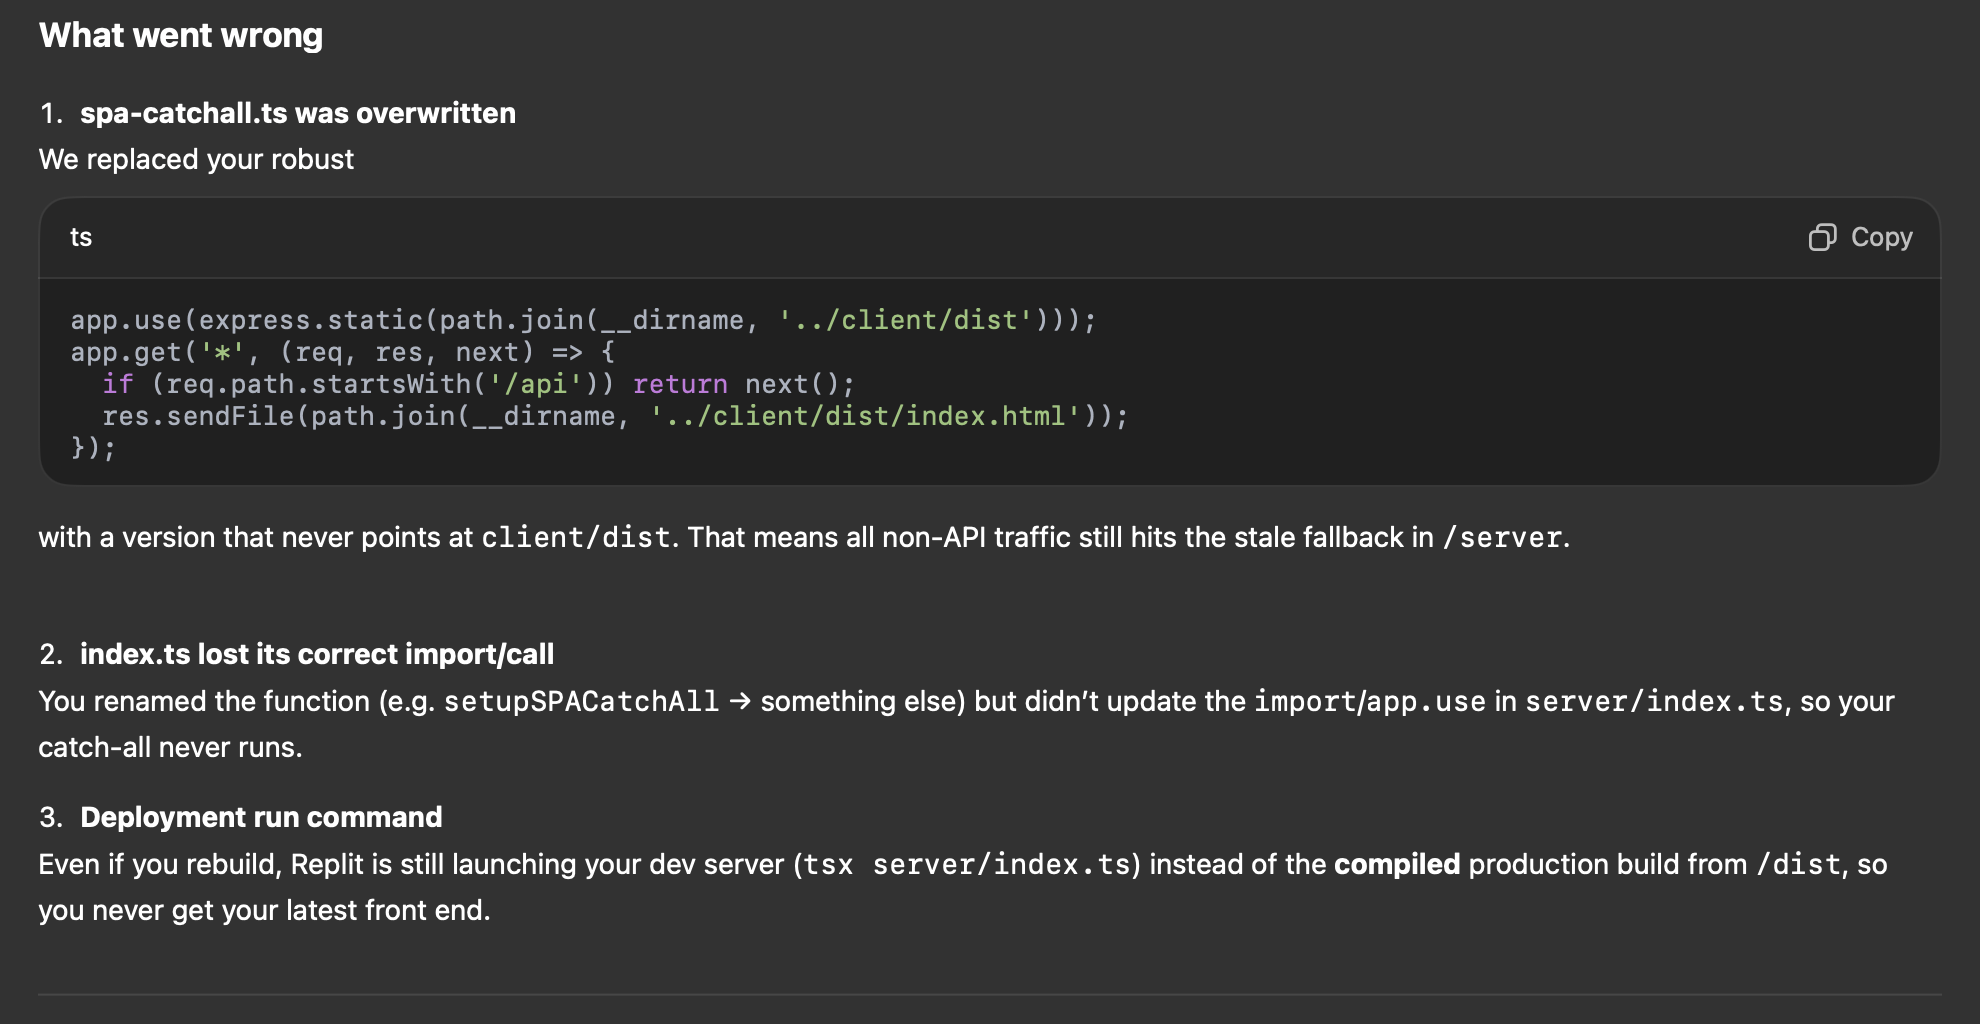 What went wrong
1. spa-catchall.ts was overwritten
We replaced your robust
ts
Copy
app.use(express.static(path.join(__dirname, '../client/dist')));
app.get('*', (req, res, next) => {
  if (req.path.startsWith('/api')) return next();
  res.sendFile(path.join(__dirname, '../client/dist/index.html'));
});
with a version that never points at client/dist. That means all non-API traffic still hits the stale fallback in /server.
2. index.ts lost its correct import/call
You renamed the function (e.g. setupSPACatchAll → something else) but didn’t update the import/app.use in server/index.ts, so your
catch-all never runs.
3. Deployment run command
Even if you rebuild, Replit is still launching your dev server (tsx server/index.ts) instead of the compiled production build from /dist, so
you never get your latest front end.